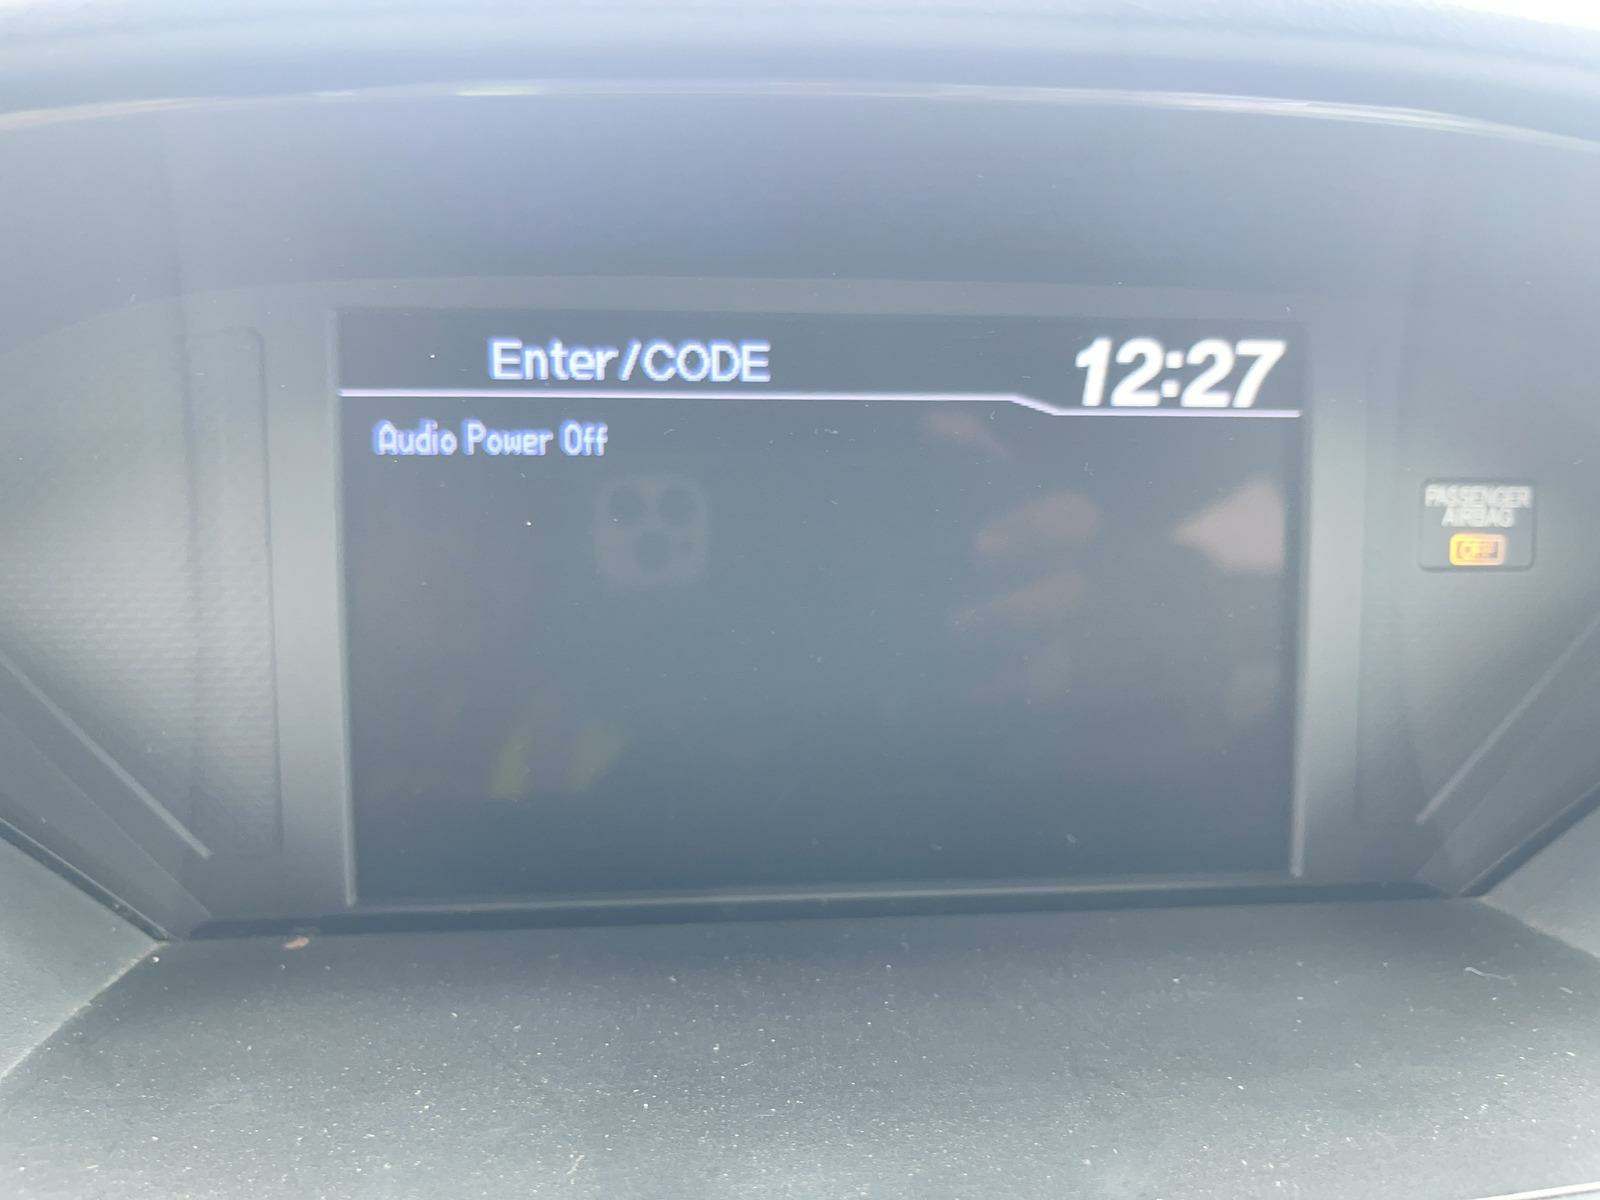 Enter/CODE
12:27
Audio Power Off
PASSENGER
AIRBAG
OFF